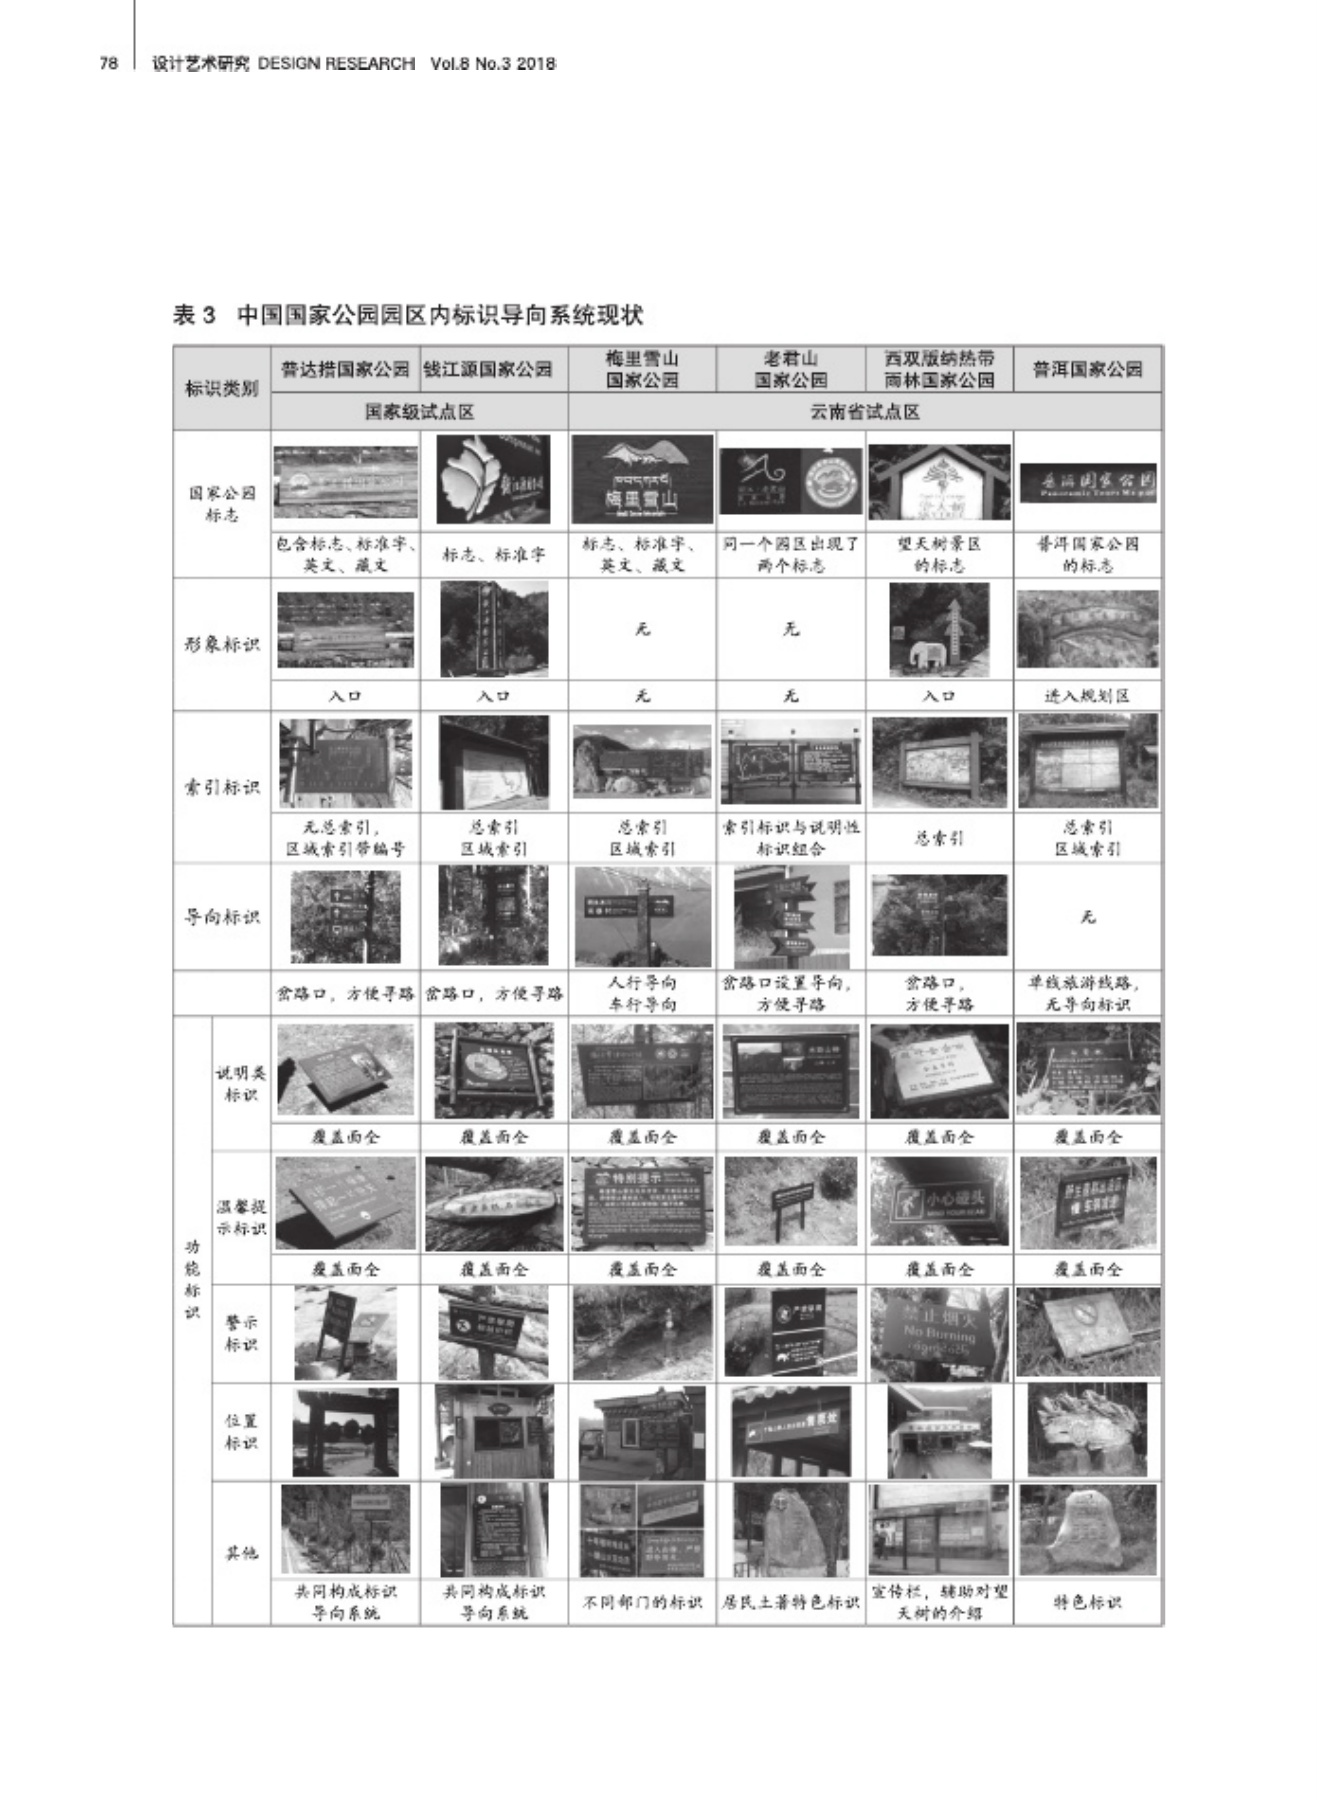 78
设计艺术研究 DESIGN RESEARCH Vol.8 No.3 2018
表 3 中国国家公园园区内标识导向系统现状
标识类别
普达措国家公园
钱江源国家公园
梅里雪山
国家公园
老君山
国家公园
西双版纳热带
雨林国家公园
普洱国家公园
国家级试点区
云南省试点区
国家公园
标志
梅里雪山
普洱国家公园
包含标志、标准字、
英文、藏文
标志、标准字
标志、标准字、
英文、藏文
同一个园区出现了
两个标志
望天树景区
的标志
普洱国家公园
的标志
形象标识
无
无
入口
入口
无
无
入口
进入规划区
索引标识
无总索引，
区域索引带编号
总索引
区域索引
总索引
区域索引
索引标识与说明性
标识组合
总索引
总索引
区域索引
导向标识
无
岔路口，方便寻路
岔路口，方便寻路
人行导向
车行导向
岔路口设置导向，
方便寻路
岔路口，
方便寻路
单线旅游线路，
无导向标识
功能标识
说明类
标识
覆盖面全
覆盖面全
覆盖面全
覆盖面全
覆盖面全
覆盖面全
温馨提
示标识
特别提示
小心碰头
MIND YOUR HEAD
覆盖面全
覆盖面全
覆盖面全
覆盖面全
覆盖面全
覆盖面全
警示
标识
禁止烟火
No Burning
位置
标识
售票处
其他
共同构成标识
导向系统
共同构成标识
导向系统
不同部门的标识
居民土著特色标识
宣传栏，辅助对望
天树的介绍
特色标识